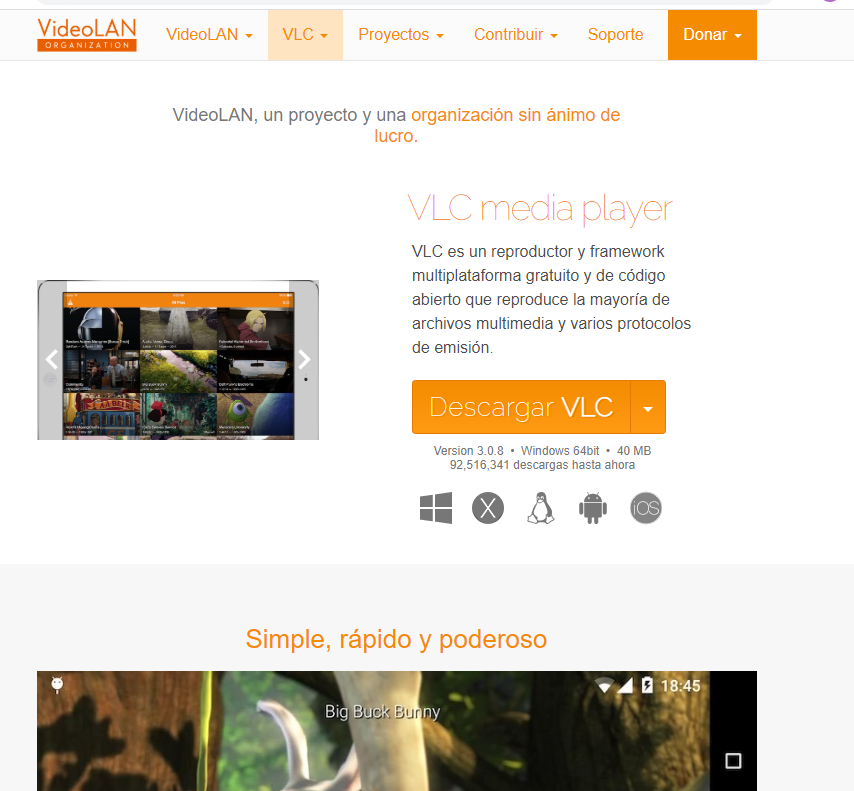 VideoLAN
ORGANIZATION
VideoLAN VLC Proyectos Contribuir Soporte Donar
VideoLAN, un proyecto y una organización sin ánimo de
lucro.
VLC media player
VLC es un reproductor y framework
multiplataforma gratuito y de código
abierto que reproduce la mayoría de
archivos multimedia y varios protocolos
de emisión.
Descargar VLC
Version 3.0.8 • Windows 64bit • 40 MB
92,516,341 descargas hasta ahora
X
iOS
Simple, rápido y poderoso
18:45
Big Buck Bunny